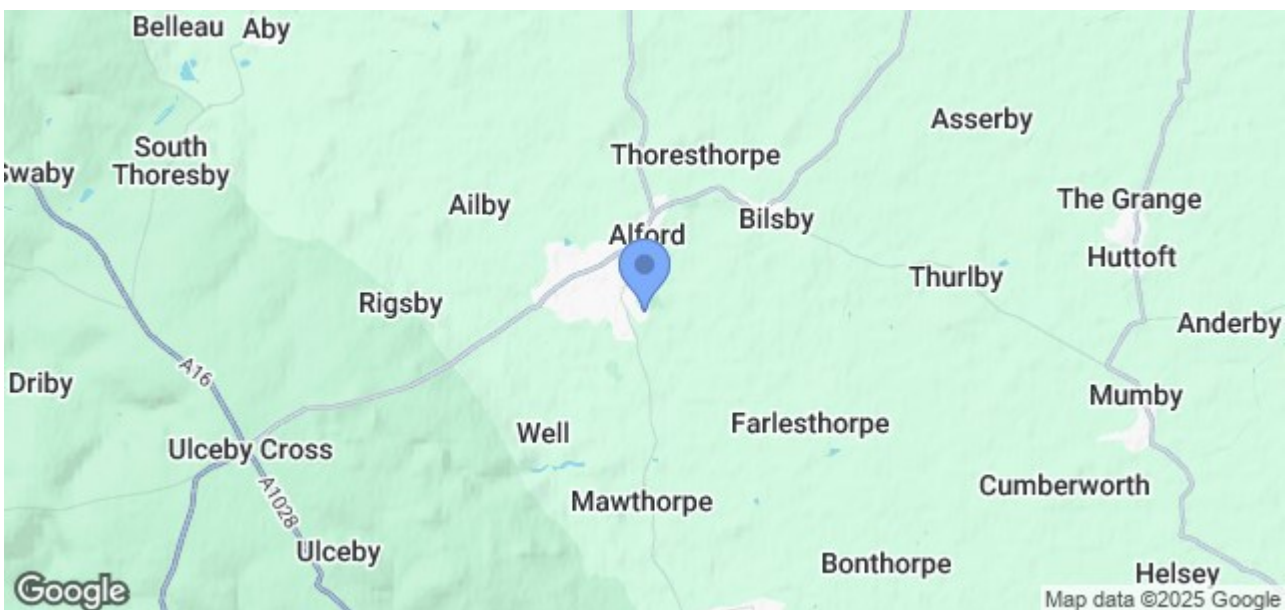 Belleau
Aby
Asserby
South
Thoresby
Thoresthorpe
Swaby
The Grange
Ailby
Bilsby
Alford
Huttoft
Thurlby
Rigsby
Anderby
A16
Driby
Mumby
Farlesthorpe
Well
Ulceby Cross
Cumberworth
Mawthorpe
A1028
Ulceby
Bonthorpe
Helsey
Google
Map data ©2025 Google